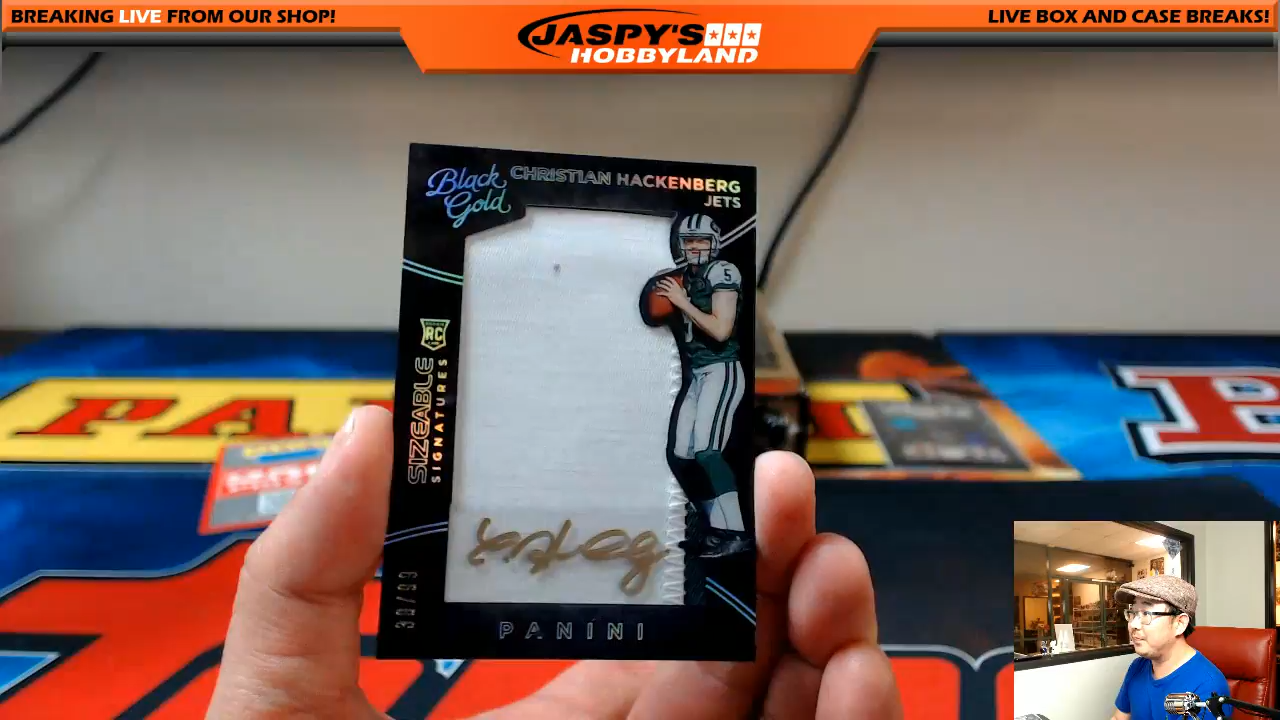 BREAKING LIVE FROM OUR SHOP!
JASPY'S
HOBBYLAND
LIVE BOX AND CASE BREAKS!
Black
Gold
CHRISTIAN HACKENBERG
JETS
5
RC
SIZEABLE
SIGNATURES
PANINI